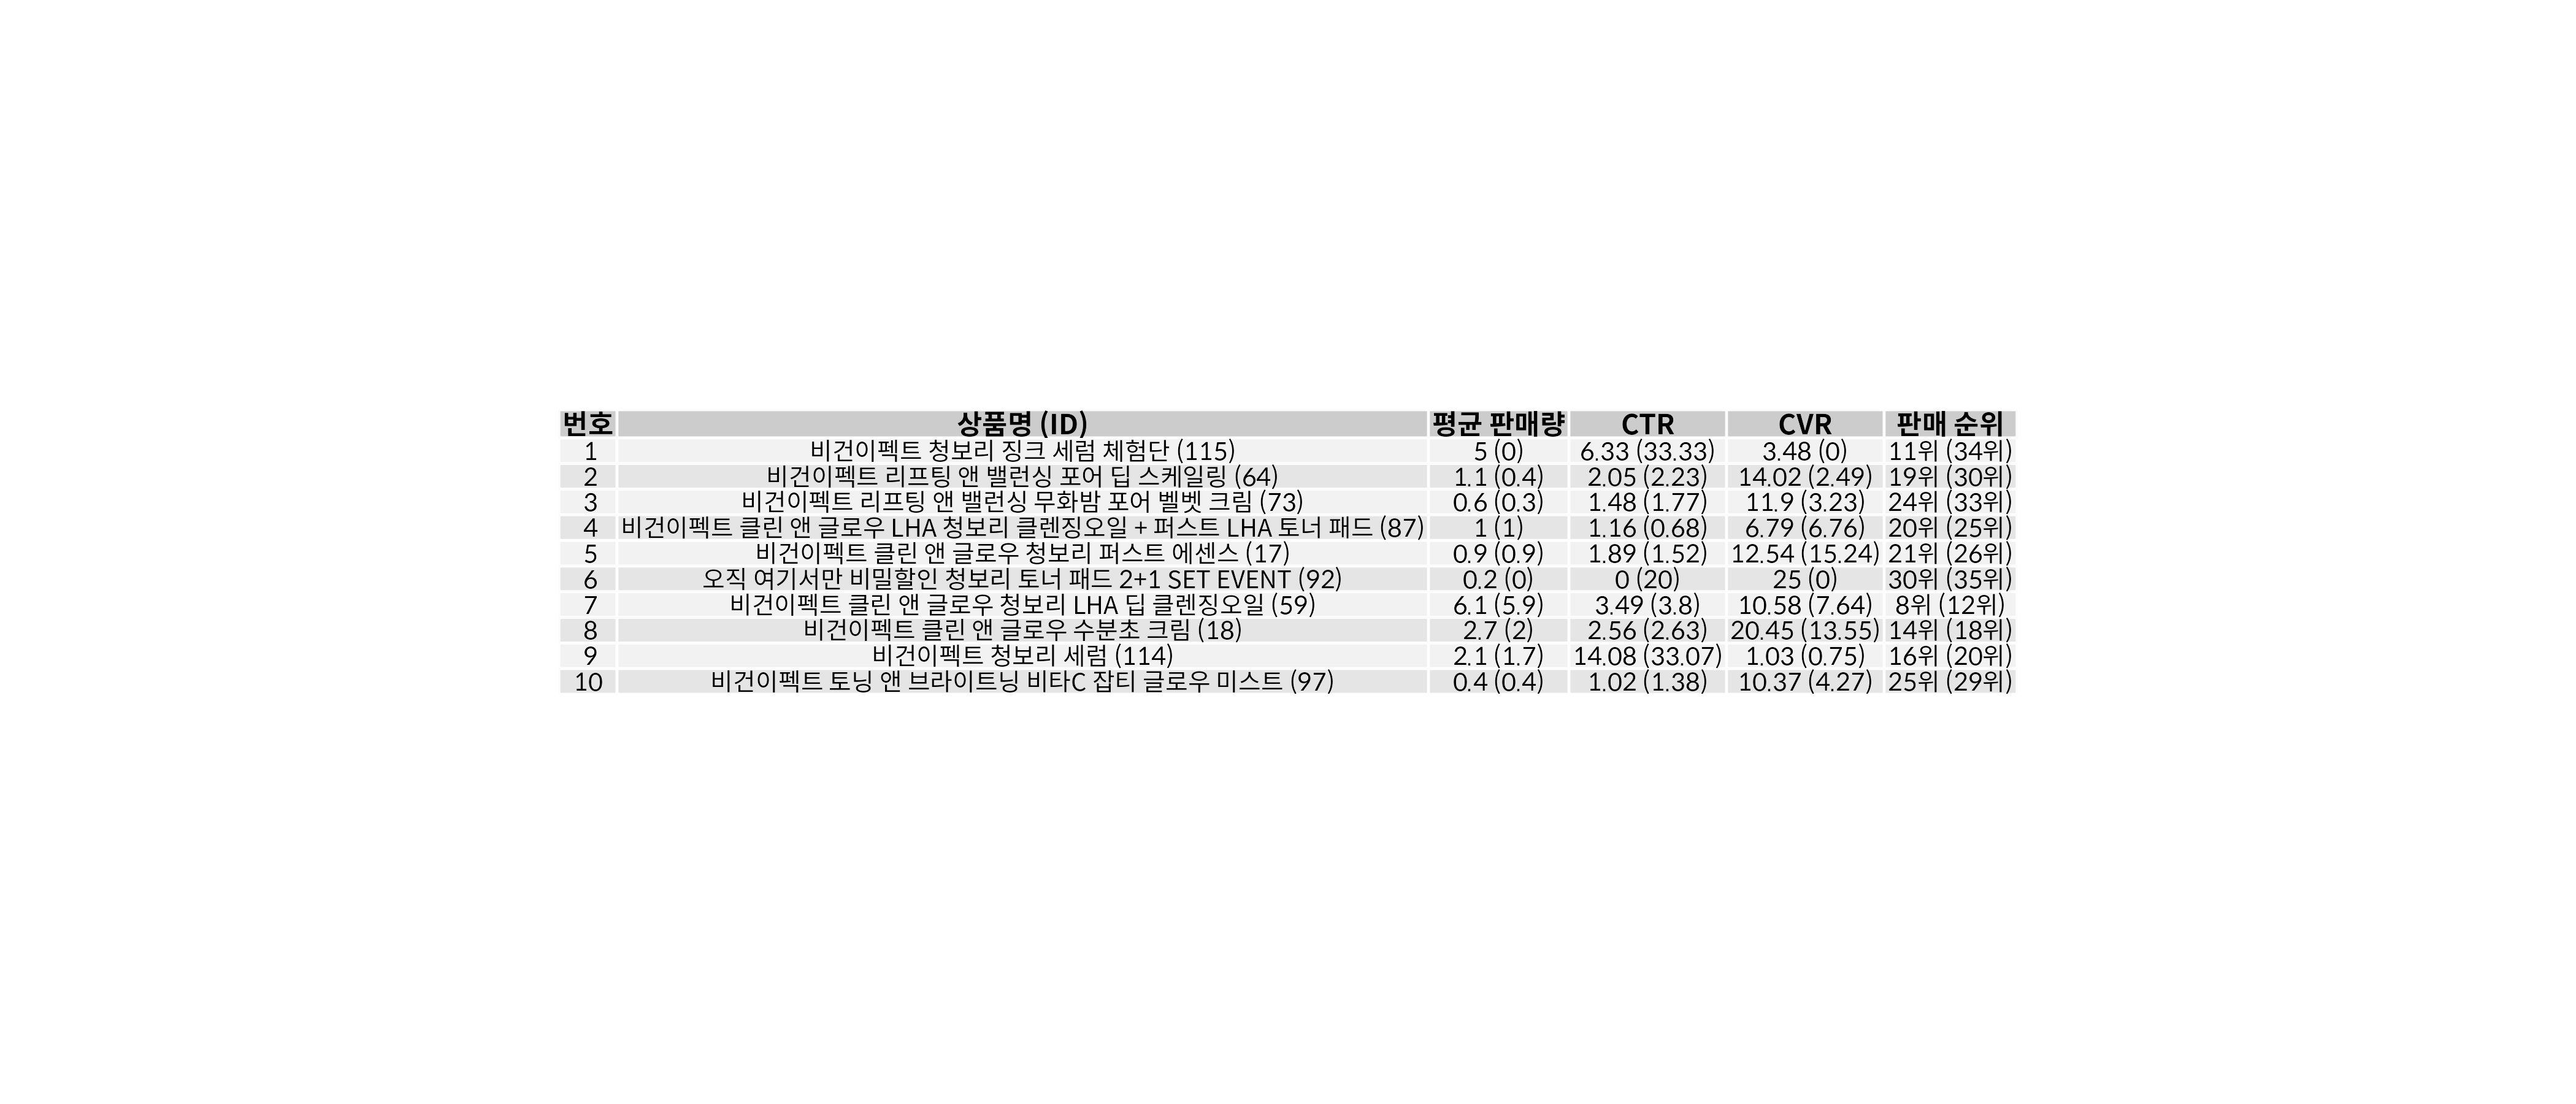 번호 상품명 (ID) 평균 판매량 CTR CVR 판매 순위
1 비건이펙트 청보리 징크 세럼 체험단 (115) 5 (0) 6.33 (33.33) 3.48 (0) 11위 (34위)
2 비건이펙트 리프팅 앤 밸런싱 포어 딥 스케일링 (64) 1.1 (0.4) 2.05 (2.23) 14.02 (2.49) 19위 (30위)
3 비건이펙트 리프팅 앤 밸런싱 무화밤 포어 벨벳 크림 (73) 0.6 (0.3) 1.48 (1.77) 11.9 (3.23) 24위 (33위)
4 비건이펙트 클린 앤 글로우 LHA 청보리 클렌징오일 + 퍼스트 LHA 토너 패드 (87) 1 (1) 1.16 (0.68) 6.79 (6.76) 20위 (25위)
5 비건이펙트 클린 앤 글로우 청보리 퍼스트 에센스 (17) 0.9 (0.9) 1.89 (1.52) 12.54 (15.24) 21위 (26위)
6 오직 여기서만 비밀할인 청보리 토너 패드 2+1 SET EVENT (92) 0.2 (0) 0 (20) 25 (0) 30위 (35위)
7 비건이펙트 클린 앤 글로우 청보리 LHA 딥 클렌징오일 (59) 6.1 (5.9) 3.49 (3.8) 10.58 (7.64) 8위 (12위)
8 비건이펙트 클린 앤 글로우 수분초 크림 (18) 2.7 (2) 2.56 (2.63) 20.45 (13.55) 14위 (18위)
9 비건이펙트 청보리 세럼 (114) 2.1 (1.7) 14.08 (33.07) 1.03 (0.75) 16위 (20위)
10 비건이펙트 토닝 앤 브라이트닝 비타C 잡티 글로우 미스트 (97) 0.4 (0.4) 1.02 (1.38) 10.37 (4.27) 25위 (29위)